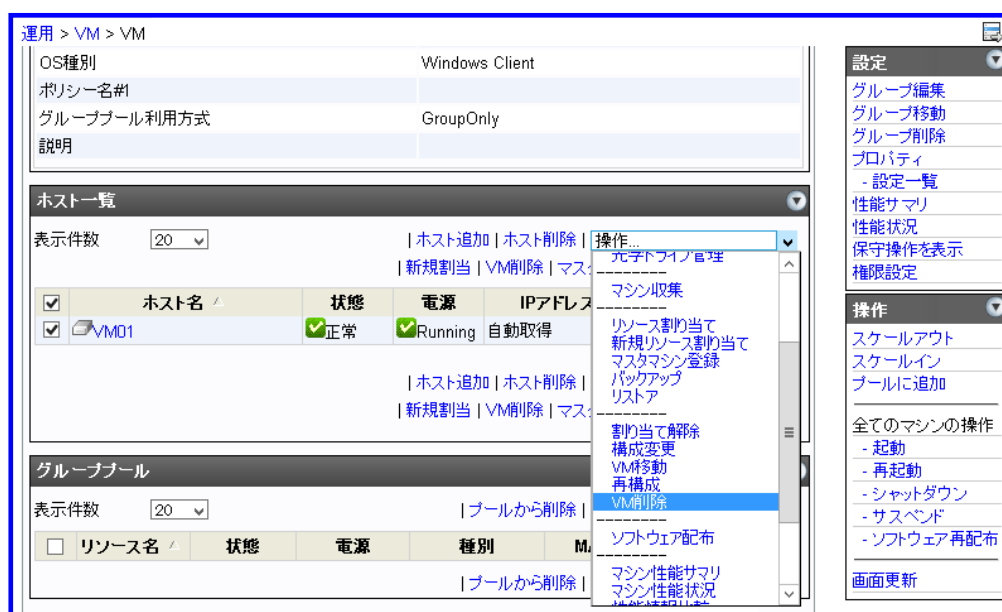 運用 > VM > VM
OS種別 Windows Client
ポリシー名#1
グループプール利用方式 GroupOnly
説明
ホスト一覧
表示件数 20 | ホスト追加 | ホスト削除 | 操作...
| 新規割当 | VM削除 | マス
ホスト名 状態 電源 IPアドレス
VM01 正常 Running 自動取得
| ホスト追加 | ホスト削除 |
| 新規割当 | VM削除 | マス
光学ドライブ管理
--------
マシン収集
--------
リソース割り当て
新規リソース割り当て
マスタマシン登録
バックアップ
リストア
--------
割り当て解除
構成変更
VM移動
再構成
VM削除
--------
ソフトウェア配布
--------
マシン性能サマリ
マシン性能状況
性能情報比較
グループプール
表示件数 20 | プールから削除 |
リソース名 状態 電源 種別 M
| プールから削除 |
設定
グループ編集
グループ移動
グループ削除
プロパティ
- 設定一覧
性能サマリ
性能状況
保守操作を表示
権限設定
操作
スケールアウト
スケールイン
プールに追加
全てのマシンの操作
- 起動
- 再起動
- シャットダウン
- サスペンド
- ソフトウェア再配布
画面更新